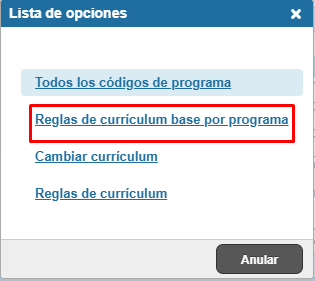 Lista de opciones
Todos los códigos de programa
Reglas de currículum base por programa
Cambiar currículum
Reglas de currículum
Anular